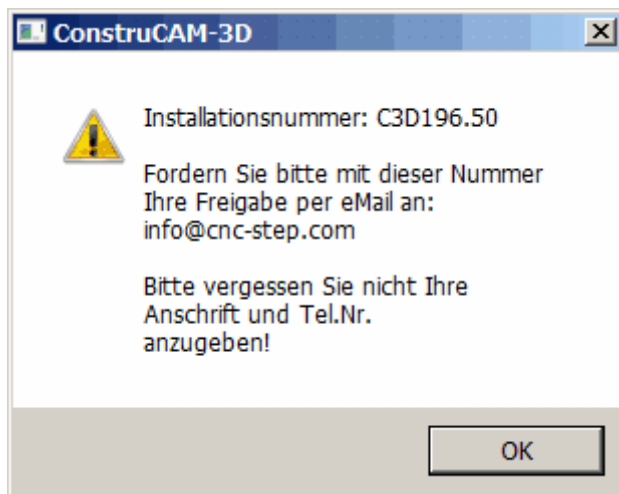 ConstruCAM-3D
Installationsnummer: C3D196.50
Fordern Sie bitte mit dieser Nummer
Ihre Freigabe per eMail an:
info@cnc-step.com
Bitte vergessen Sie nicht Ihre
Anschrift und Tel.Nr.
anzugeben!
OK